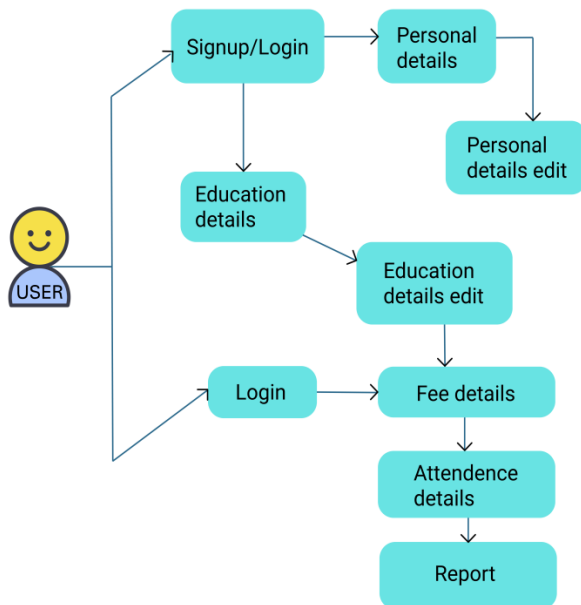 Signup/Login
Personal
details
Personal
details edit
Education
details
USER
Education
details edit
Login
Fee details
Attendence
details
Report